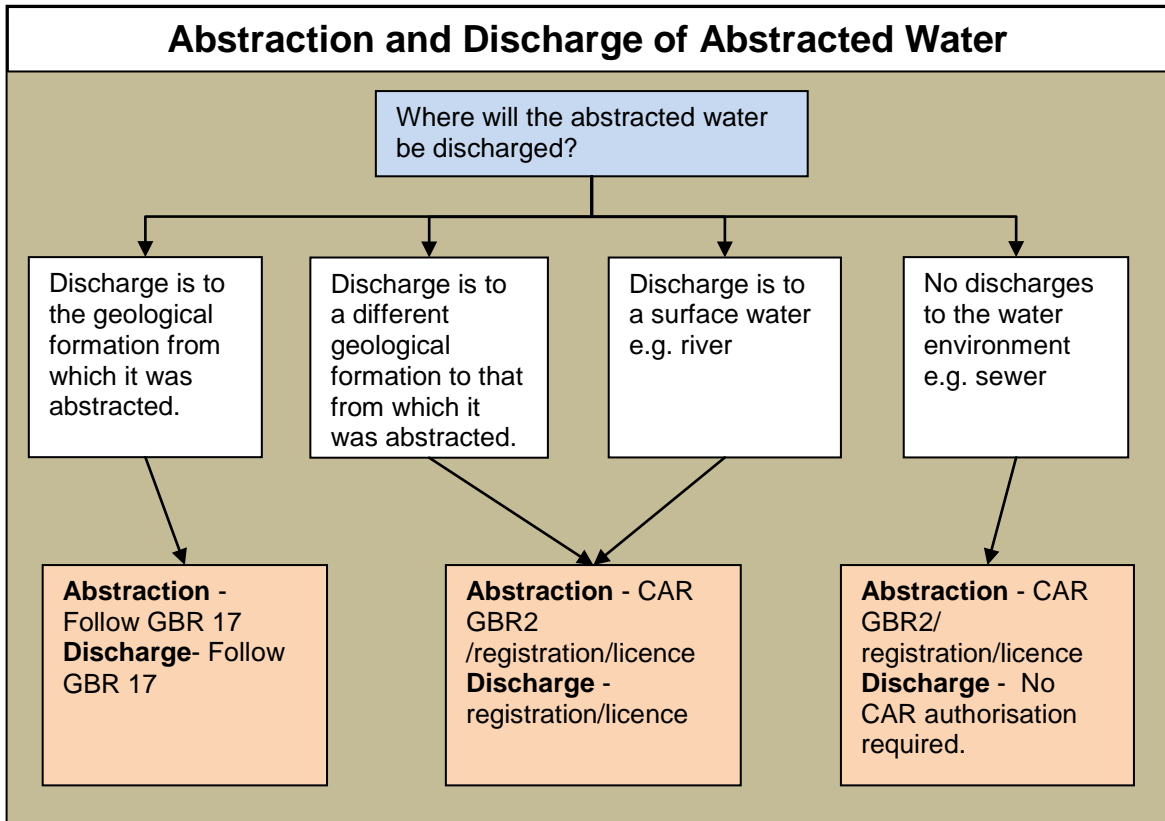 Abstraction and Discharge of Abstracted Water
Where will the abstracted water
be discharged?
Discharge is to
the geological
formation from
which it was
abstracted.
Discharge is to
a different
geological
formation to that
from which it
was abstracted.
Discharge is to
a surface water
e.g. river
No discharges
to the water
environment
e.g. sewer
Abstraction -
Follow GBR 17
Discharge- Follow
GBR 17
Abstraction - CAR
GBR2
/registration/licence
Discharge -
registration/licence
Abstraction - CAR
GBR2/
registration/licence
Discharge - No
CAR authorisation
required.